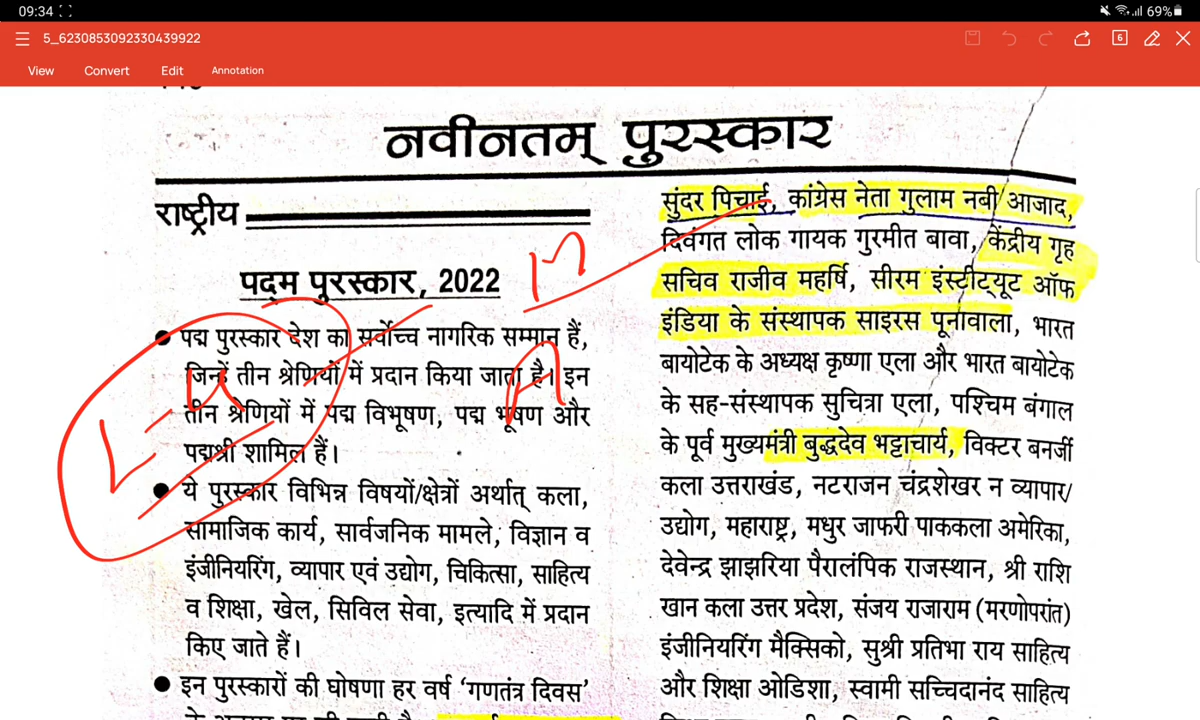 09:34
69%
5_6230853092330439922
6
View Convert Edit Annotation
नवीनतम् पुरस्कार
राष्ट्रीय
पद्म पुरस्कार, 2022
● पद्म पुरस्कार देश का सर्वोच्च नागरिक सम्मान हैं,
जिन्हें तीन श्रेणियों में प्रदान किया जाता है। इन
तीन श्रेणियों में पद्म विभूषण, पद्म भूषण और
पद्मश्री शामिल हैं।
● ये पुरस्कार विभिन्न विषयों/क्षेत्रों अर्थात् कला,
सामाजिक कार्य, सार्वजनिक मामले, विज्ञान व
इंजीनियरिंग, व्यापार एवं उद्योग, चिकित्सा, साहित्य
व शिक्षा, खेल, सिविल सेवा, इत्यादि में प्रदान
किए जाते हैं।
● इन पुरस्कारों की घोषणा हर वर्ष ‘गणतंत्र दिवस’
सुंदर पिचाई, कांग्रेस नेता गुलाम नबी आजाद,
दिवंगत लोक गायक गुरमीत बावा, केंद्रीय गृह
सचिव राजीव महर्षि, सीरम इंस्टीट्यूट ऑफ
इंडिया के संस्थापक साइरस पूनावाला, भारत
बायोटेक के अध्यक्ष कृष्णा एला और भारत बायोटेक
के सह-संस्थापक सुचित्रा एला, पश्चिम बंगाल
के पूर्व मुख्यमंत्री बुद्धदेव भट्टाचार्य, विक्टर बनर्जी
कला उत्तराखंड, नटराजन चंद्रशेखर न व्यापार/
उद्योग, महाराष्ट्र, मधुर जाफरी पाककला अमेरिका,
देवेन्द्र झाझरिया पैरालंपिक राजस्थान, श्री राशि
खान कला उत्तर प्रदेश, संजय राजाराम (मरणोपरांत)
इंजीनियरिंग मैक्सिको, सुश्री प्रतिभा राय साहित्य
और शिक्षा ओडिशा, स्वामी सच्चिदानंद साहित्य